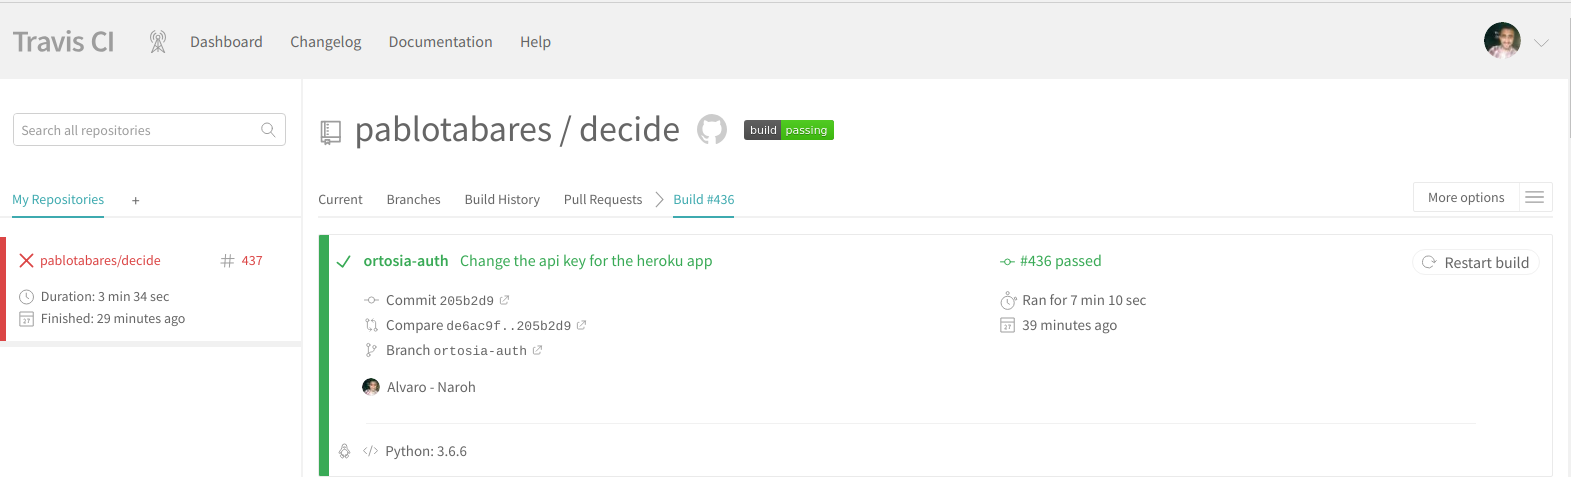 Travis CI Dashboard Changelog Documentation Help
Search all repositories
pablotabares / decide build passing
My Repositories +
Current Branches Build History Pull Requests Build #436 More options
pablotabares/decide # 437
Duration: 3 min 34 sec
Finished: 29 minutes ago
ortosia-auth Change the api key for the heroku app #436 passed Restart build
Commit 205b2d9 Ran for 7 min 10 sec
Compare de6ac9f..205b2d9 39 minutes ago
Branch ortosia-auth
Alvaro - Naroh
</> Python: 3.6.6